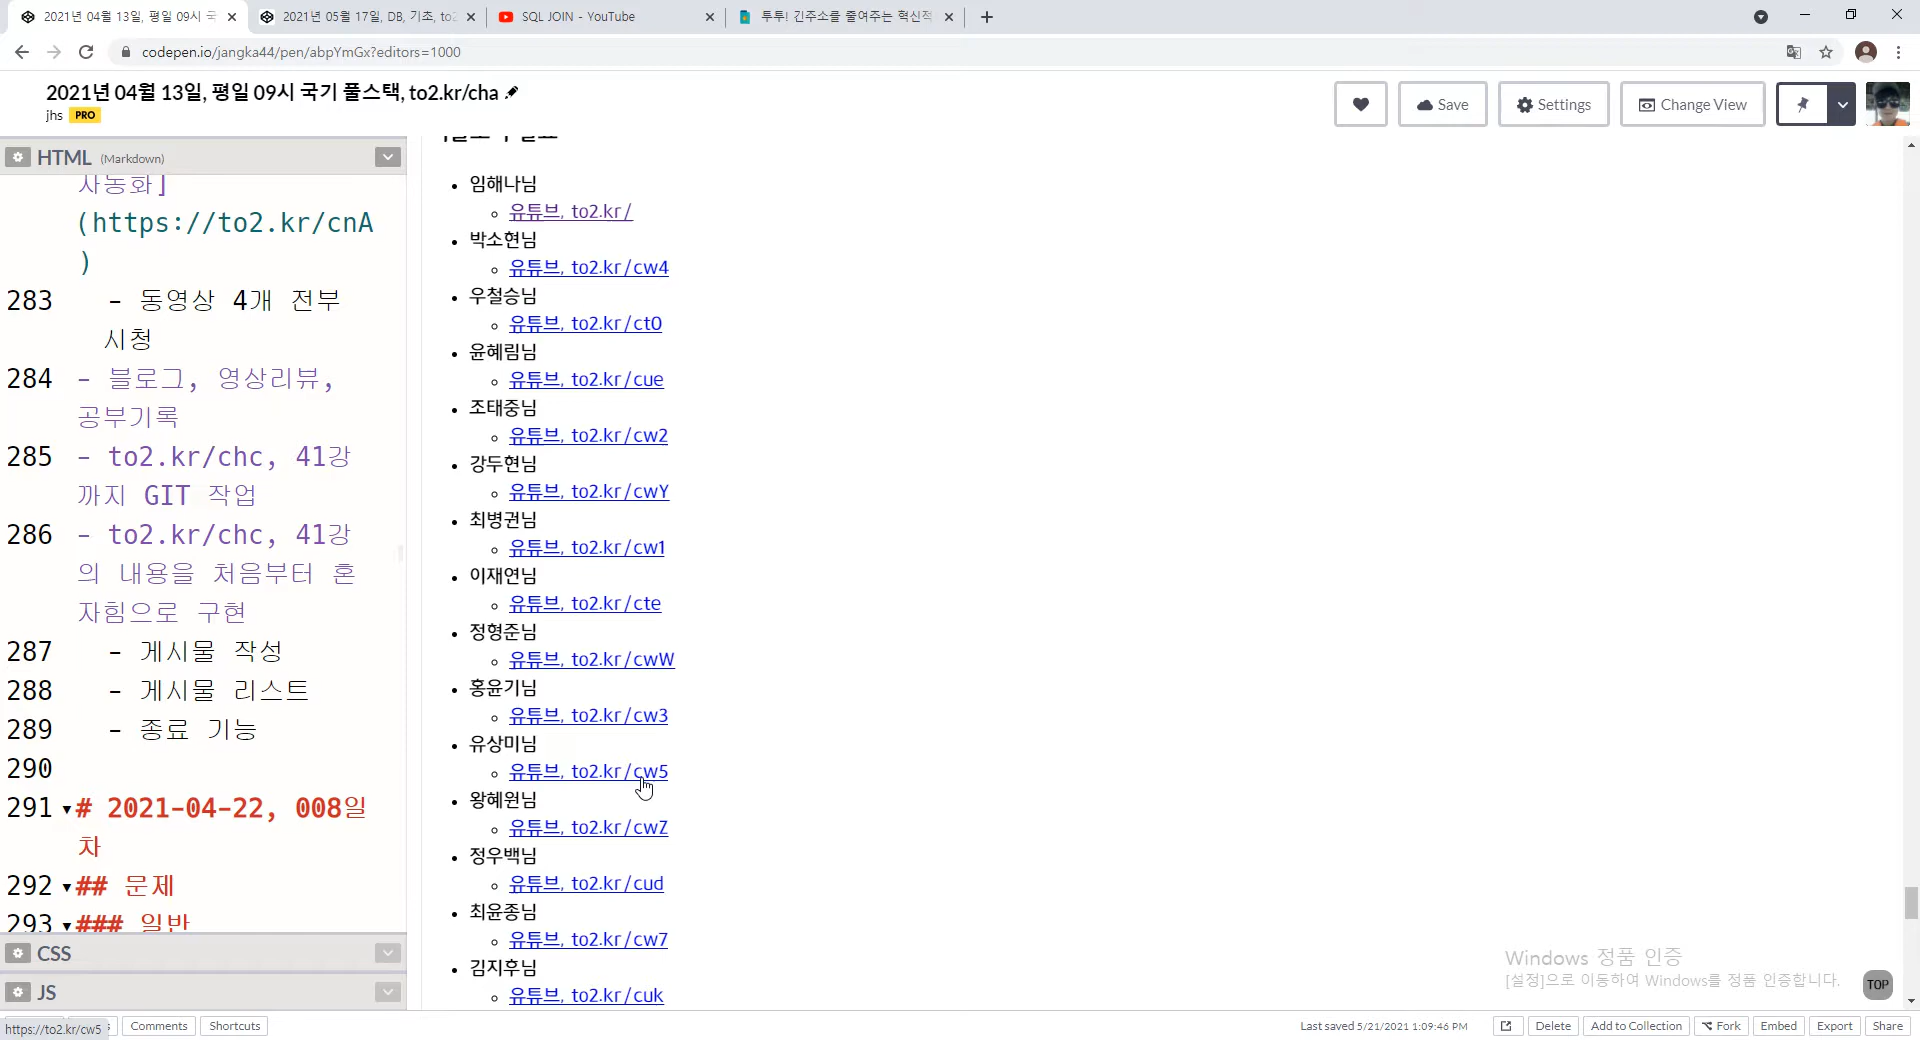 2021년 04월 13일, 평일 09시 국
2021년 05월 17일, DB, 기초, to2
SQL JOIN - YouTube
투투! 긴주소를 줄여주는 혁신적
codepen.io/jangka44/pen/abpYmGx?editors=1000
2021년 04월 13일, 평일 09시 국기 풀스택, to2.kr/cha
jhs PRO
Save
Settings
Change View
HTML (Markdown)
자동화]
(https://to2.kr/cnA
)
283 - 동영상 4개 전부
시청
284 - 블로그, 영상리뷰,
공부기록
285 - to2.kr/chc, 41강
까지 GIT 작업
286 - to2.kr/chc, 41강
의 내용을 처음부터 혼
자힘으로 구현
287 - 게시물 작성
288 - 게시물 리스트
289 - 종료 기능
290
291 # 2021-04-22, 008일
차
292 ## 문제
293 ### 일반
CSS
JS
임해나님
유튜브, to2.kr/
박소현님
유튜브, to2.kr/cw4
우철승님
유튜브, to2.kr/ct0
윤혜림님
유튜브, to2.kr/cue
조태중님
유튜브, to2.kr/cw2
강두현님
유튜브, to2.kr/cwY
최병권님
유튜브, to2.kr/cw1
이재연님
유튜브, to2.kr/cte
정형준님
유튜브, to2.kr/cwW
홍윤기님
유튜브, to2.kr/cw3
유상미님
유튜브, to2.kr/cw5
왕혜원님
유튜브, to2.kr/cwZ
정우백님
유튜브, to2.kr/cud
최윤종님
유튜브, to2.kr/cw7
김지후님
유튜브, to2.kr/cuk
Windows 정품 인증
[설정]으로 이동하여 Windows를 정품 인증합니다.
TOP
https://to2.kr/cw5
Comments
Shortcuts
Last saved 5/21/2021 1:09:46 PM
Delete
Add to Collection
Fork
Embed
Export
Share